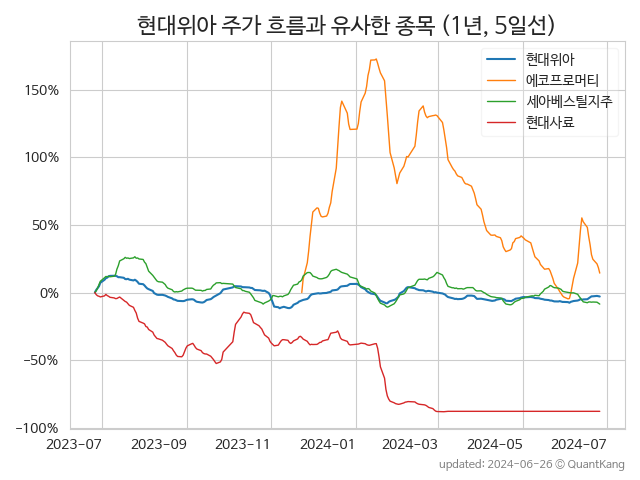 현대위아 주가 흐름과 유사한 종목 (1년, 5일선)
현대위아
에코프로머티
세아베스틸지주
현대사료
150%
100%
50%
0%
−50%
−100%
2023-07 2023-09 2023-11 2024-01 2024-03 2024-05 2024-07
updated: 2024-06-26 © QuantKang